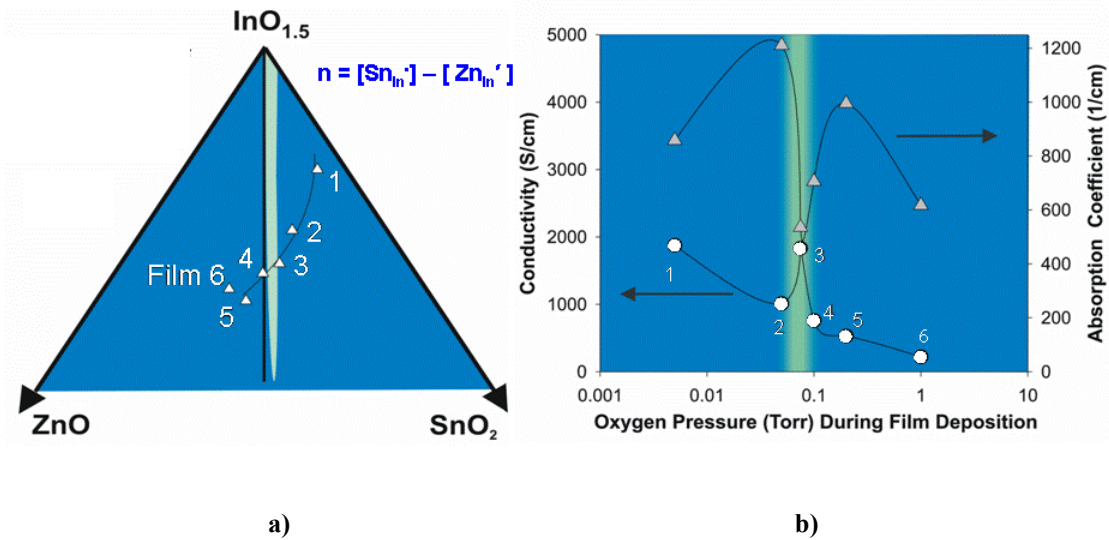 InO1.5
n = [SnIn•] – [ ZnIn′ ]
1
2
3
4
Film 6
5
ZnO
SnO2
a)
5000
4000
3000
2000
1000
0
Conductivity (S/cm)
1200
1000
800
600
400
200
0
Absorption Coefficient (1/cm)
1
2
3
4
5
6
0.001
0.01
0.1
1
10
Oxygen Pressure (Torr) During Film Deposition
b)